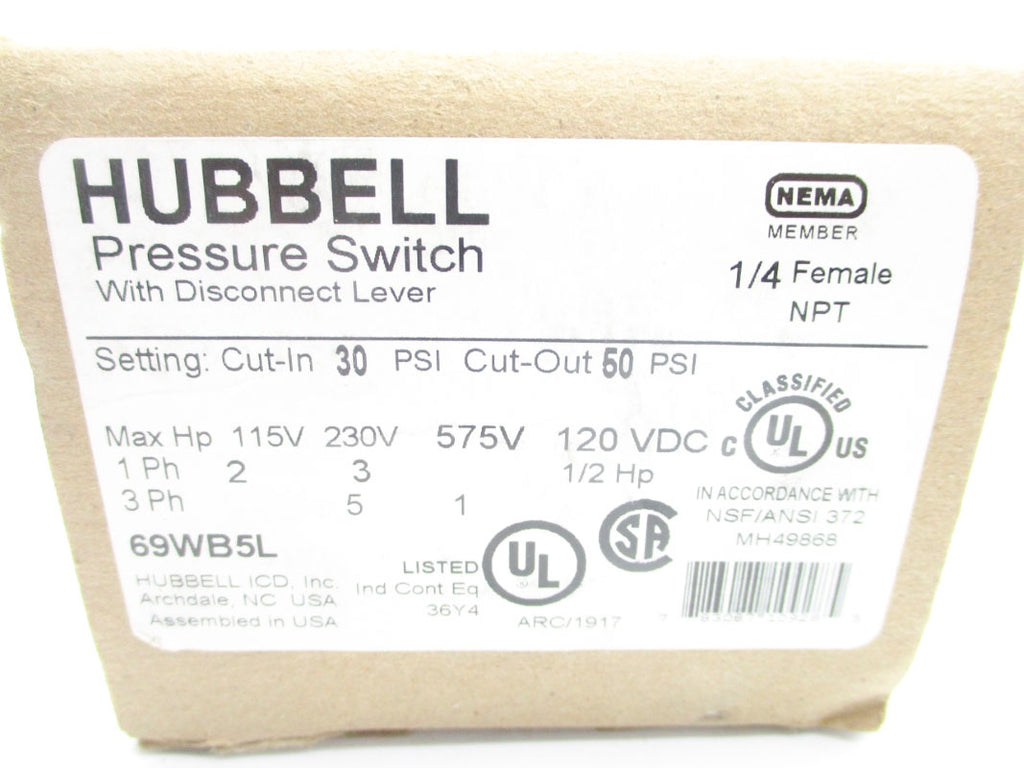 HUBBELL
Pressure Switch
With Disconnect Lever
NEMA
MEMBER
1/4 Female
NPT
Setting: Cut-In 30 PSI Cut-Out 50 PSI
Max Hp 115V 230V 575V 120 VDC
1 Ph 2 3 1/2 Hp
3 Ph 5 1
CLASSIFIED
C UL US
IN ACCORDANCE WITH
NSF/ANSI 372
MH49868
69WB5L
HUBBELL ICD, Inc.
Archdale, NC USA
Assembled in USA
LISTED
Ind Cont Eq
36Y4
UL
SA
ARC/1917